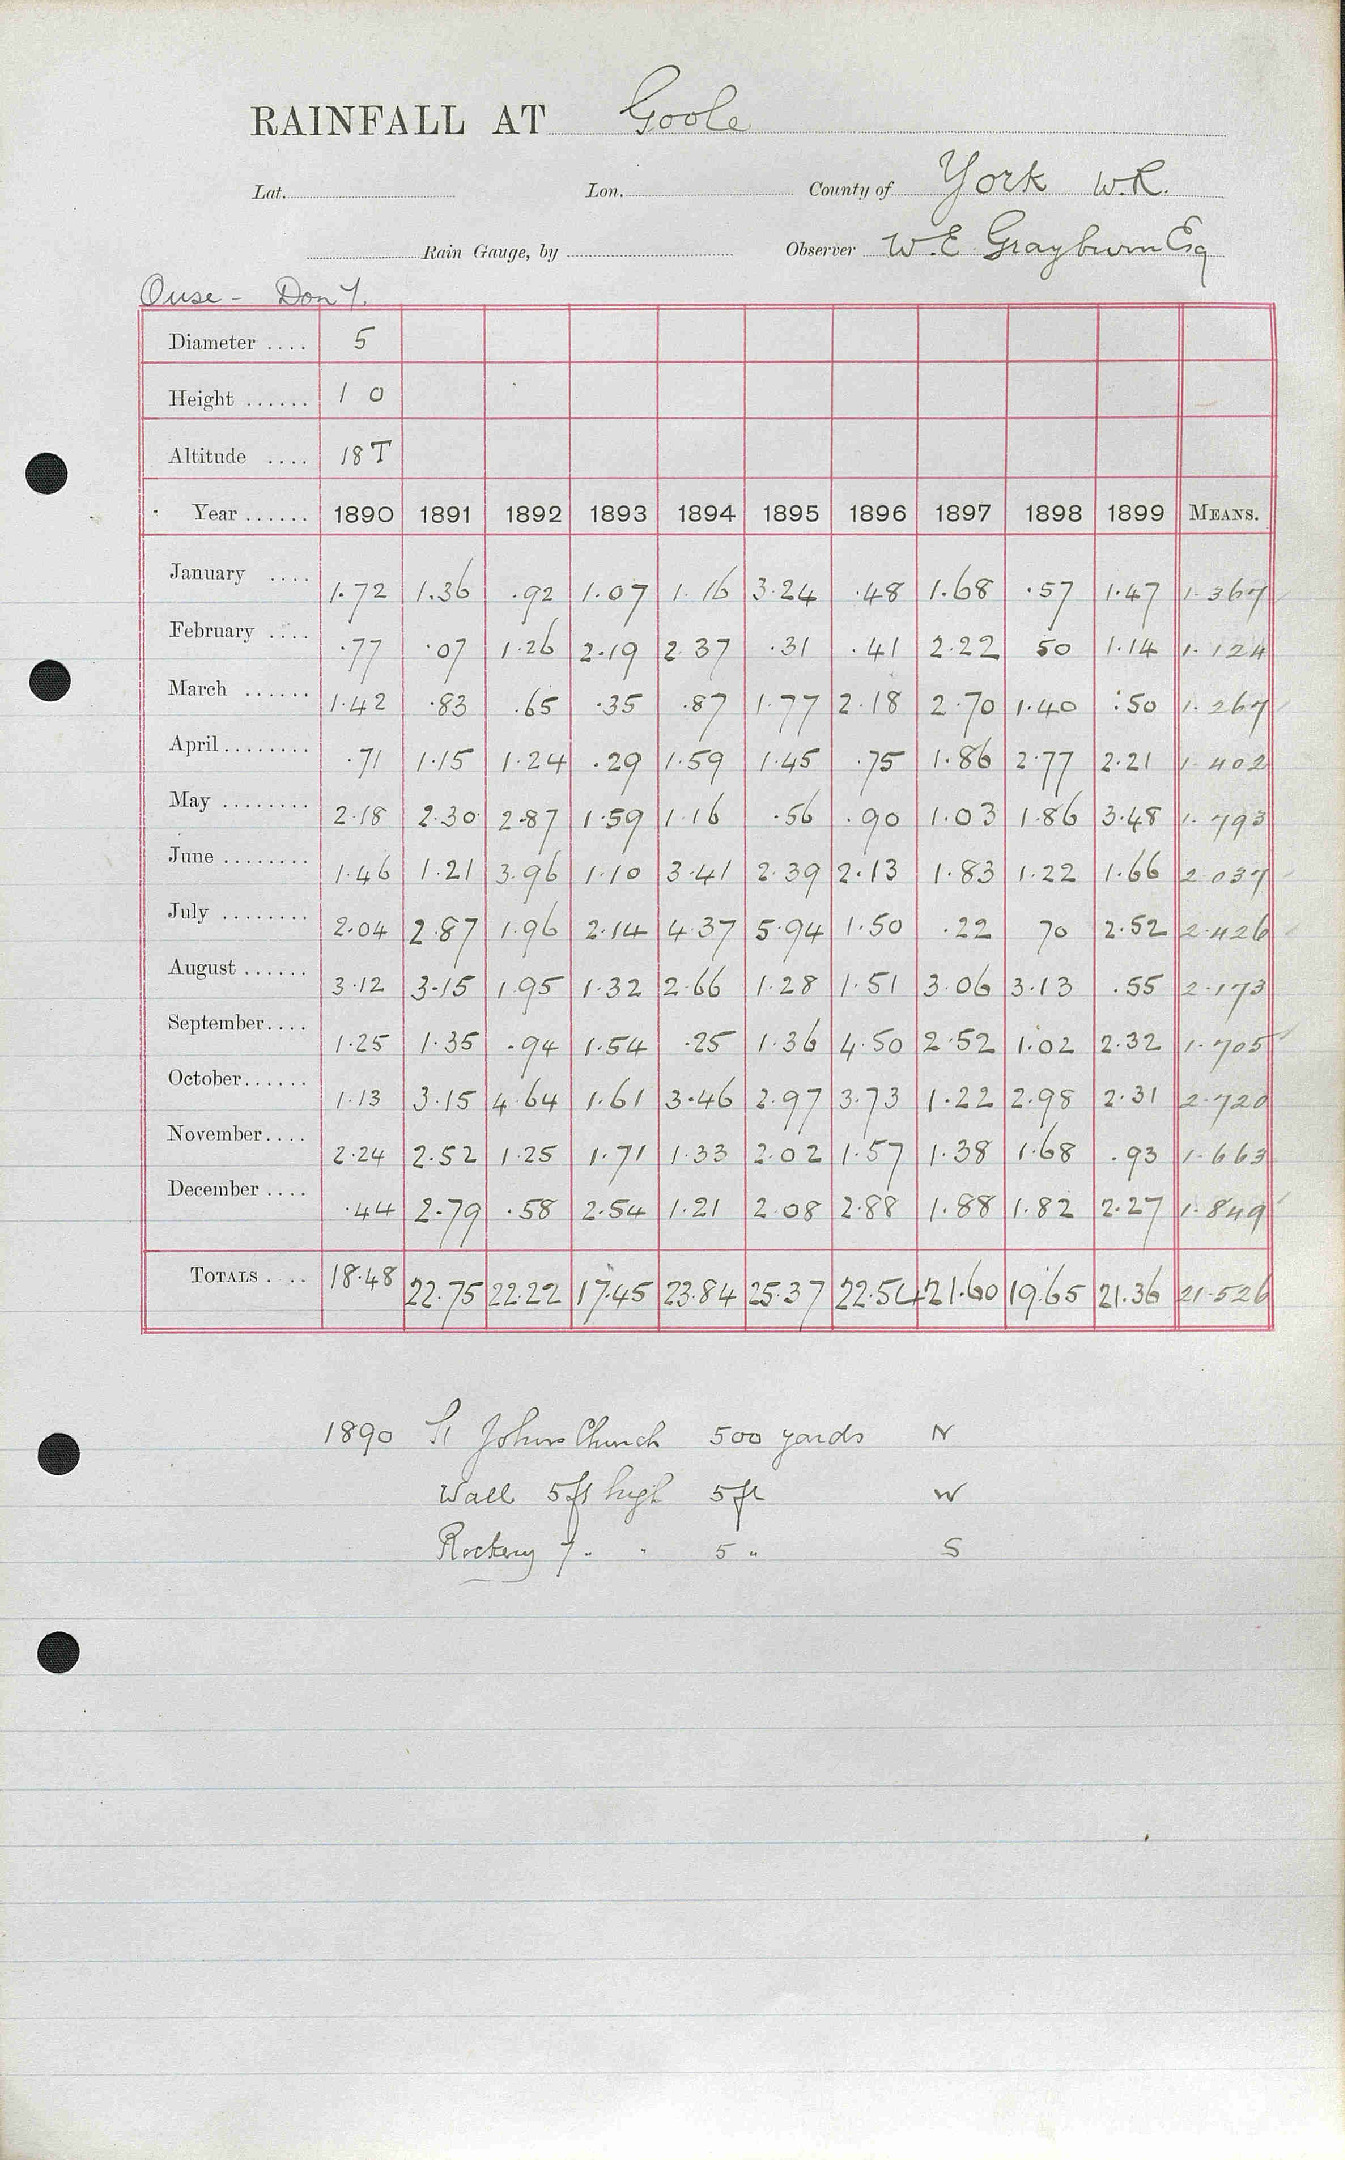 RAINFALL AT Goole
Lat. Lon. County of York W.R.
Rain Gauge, by Observer W.E Grayburn Esq
Ouse - Don Y.
Diameter .... 5
Height ...... 1 0
Altitude .... 18 T
Year ...... 1890 1891 1892 1893 1894 1895 1896 1897 1898 1899 MEANS.
January .... 1.72 1.36 .92 1.07 1.16 3.24 .48 1.68 .57 1.47 1.367
February .... .77 .07 1.26 2.19 2.37 .31 .41 2.22 50 1.14 1.124
March ...... 1.42 .83 .65 .35 .87 1.77 2.18 2.70 1.40 .50 1.267
April ........ .71 1.15 1.24 .29 1.59 1.45 .75 1.86 2.77 2.21 1.402
May ........ 2.18 2.30 2.87 1.59 1.16 .56 .90 1.03 1.86 3.48 1.793
June ........ 1.46 1.21 3.96 1.10 3.41 2.39 2.13 1.83 1.22 1.66 2.037
July ........ 2.04 2.87 1.96 2.14 4.37 5.94 1.50 .22 70 2.52 2.426
August ...... 3.12 3.15 1.95 1.32 2.66 1.28 1.51 3.06 3.13 .55 2.173
September.... 1.25 1.35 .94 1.54 .25 1.36 4.50 2.52 1.02 2.32 1.705
October...... 1.13 3.15 4.64 1.61 3.46 2.97 3.73 1.22 2.98 2.31 2.720
November.... 2.24 2.52 1.25 1.71 1.33 2.02 1.57 1.38 1.68 .93 1.663
December .... .44 2.79 .58 2.54 1.21 2.08 2.88 1.88 1.82 2.27 1.849
TOTALS .... 18.48 22.75 22.22 17.45 23.84 25.37 22.54 21.60 19.65 21.36 21.526
1890 St Johns Church 500 yards N
Wall 5ft high 5ft W
Rockery 7 " " 5 " S